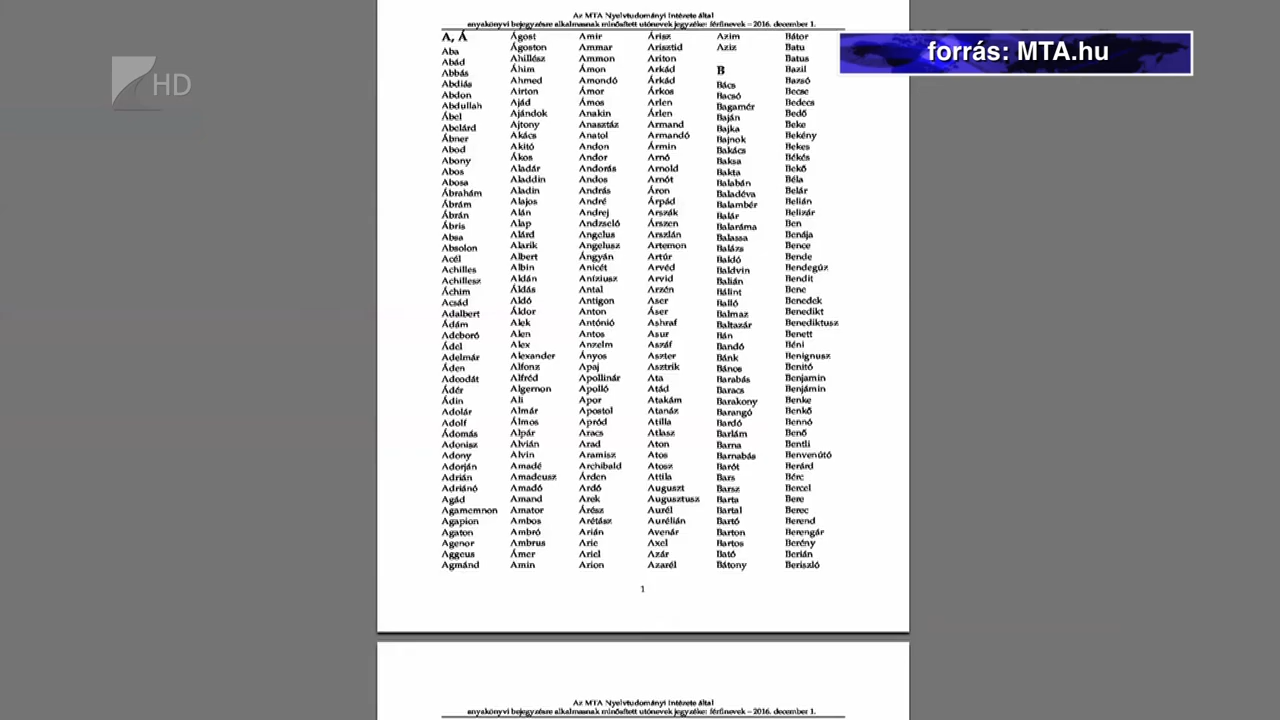 Az MTA Nyelvtudományi Intézete által
anyakönyvi bejegyzésre alkalmasnak minősített utónevek jegyzéke: férfinevek – 2016. december 1.
forrás: MTA.hu
HD
A, Á
Aba
Abád
Abbás
Abdiás
Abdon
Abdullah
Ábel
Abelárd
Ábner
Abod
Abony
Abos
Abosa
Ábrahám
Ábrám
Ábrán
Ábris
Absa
Absolon
Acél
Achilles
Achillesz
Áchim
Acsád
Adalbert
Ádám
Adeboró
Ádel
Adelmár
Áden
Adeodát
Ádér
Ádin
Adolár
Adolf
Ádomás
Adonisz
Adony
Adorján
Adrián
Adriánó
Agád
Agamemnon
Agapion
Agaton
Agenor
Aggeus
Agmánd
Ágost
Ágoston
Ahillész
Áhim
Ahmed
Airton
Ajád
Ajándok
Ajtony
Akács
Akitó
Ákos
Aladár
Aladdin
Aladin
Alajos
Alán
Alap
Alárd
Alarik
Albert
Albin
Aldán
Áldás
Aldó
Áldor
Alek
Alen
Alex
Alexander
Alfonz
Alfréd
Algernon
Ali
Almár
Álmos
Alpár
Alvián
Alvin
Amadé
Amadeusz
Amadó
Amand
Amator
Ambos
Ambró
Ambrus
Ámer
Amin
Amir
Ammar
Ammon
Ámon
Amondó
Ámor
Ámos
Anakin
Anasztáz
Anatol
Andon
Andor
Andorás
Andos
András
André
Andrej
Andzseló
Angelus
Angelusz
Ángyán
Anicét
Aníziusz
Antal
Antigon
Anton
Antónió
Antos
Anzelm
Ányos
Apaj
Apollinár
Apolló
Apor
Apostol
Apród
Aracs
Arad
Aramisz
Archibald
Árden
Ardó
Arek
Árész
Arétász
Arián
Arie
Ariel
Arion
Árisz
Arisztid
Ariton
Arkád
Árkád
Árkos
Arlen
Árlen
Armand
Armandó
Ármin
Arnó
Arnold
Arnót
Áron
Árpád
Arszák
Árszen
Arszlán
Artemon
Artúr
Arvéd
Arvid
Arzén
Aser
Áser
Ashraf
Asur
Aszáf
Aszter
Asztrik
Ata
Atád
Atakám
Atanáz
Atilla
Atlasz
Aton
Atos
Atosz
Attila
Auguszt
Augusztusz
Aurél
Aurélián
Avenár
Axel
Azár
Azarél
Azim
Aziz
B
Bács
Bacsó
Bagamér
Baján
Bajka
Bajnok
Bakács
Baksa
Bakta
Balabán
Baladéva
Balambér
Balár
Balaráma
Balassa
Balázs
Baldó
Baldvin
Balián
Bálint
Balló
Balmaz
Baltazár
Bán
Bandó
Bánk
Bános
Barabás
Baracs
Barakony
Barangó
Bardó
Barlám
Barna
Barnabás
Barót
Bars
Barsz
Barta
Bartal
Bartó
Barton
Bartos
Bató
Bátony
Bátor
Batu
Batus
Bazil
Bazsó
Becse
Bedecs
Bedő
Beke
Bekény
Bekes
Békés
Bekő
Béla
Belár
Belián
Belizár
Ben
Benája
Bence
Bende
Bendegúz
Bendit
Bene
Benedek
Benedikt
Benediktusz
Benett
Béni
Benignusz
Benitó
Benjamin
Benjámin
Benke
Benkő
Bennó
Benő
Bentli
Benvenútó
Berárd
Bérc
Bercel
Bere
Berec
Berend
Berengár
Berény
Berián
Beriszló
1
Az MTA Nyelvtudományi Intézete által
anyakönyvi bejegyzésre alkalmasnak minősített utónevek jegyzéke: férfinevek – 2016. december 1.